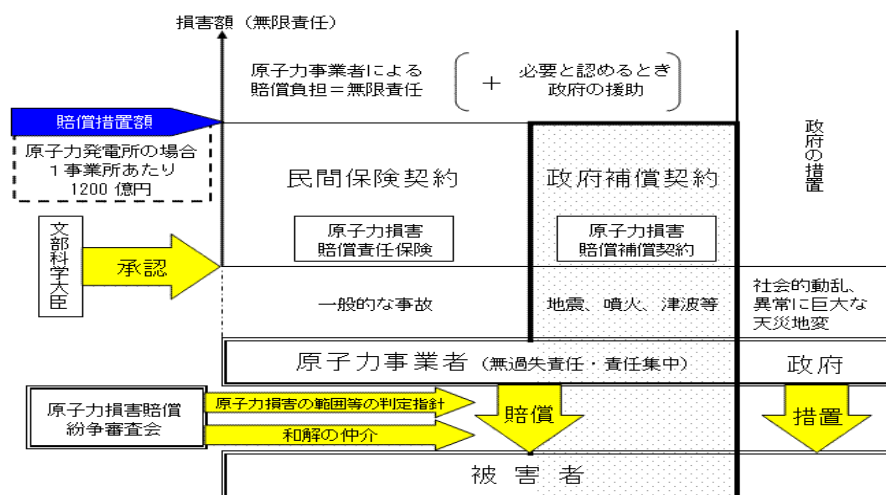 損害額（無限責任）
原子力事業者による
賠償負担＝無限責任
＋
必要と認めるとき
政府の援助
賠償措置額
原子力発電所の場合
１事業所あたり
1200 億円
民間保険契約
政府補償契約
政府の措置
原子力損害
賠償責任保険
原子力損害
賠償補償契約
文部科学大臣
承認
一般的な事故
地震、噴火、津波等
社会的動乱、
異常に巨大な
天災地変
原子力事業者（無過失責任・責任集中）
政府
原子力損害賠償
紛争審査会
原子力損害の範囲等の判定指針
和解の仲介
賠償
措置
被害者